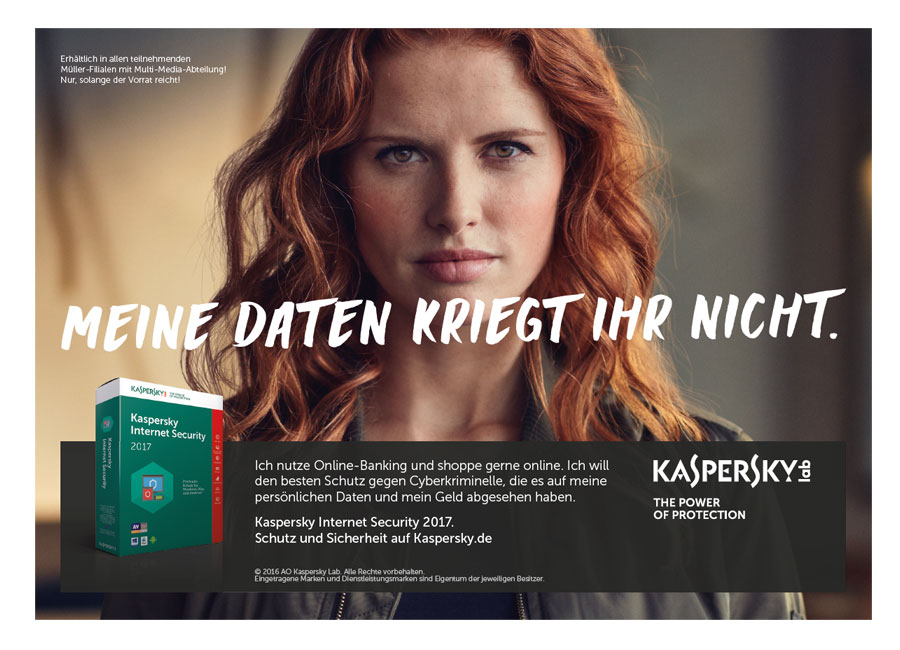 Erhältlich in allen teilnehmenden
Müller-Filialen mit Multi-Media-Abteilung!
Nur, solange der Vorrat reicht!
MEINE DATEN KRIEGT IHR NICHT.
KASPERSKY
Kaspersky
Internet Security
2017
Kaspersky
Internet Security
Ich nutze Online-Banking und shoppe gerne online. Ich will
den besten Schutz gegen Cyberkriminelle, die es auf meine
persönlichen Daten und mein Geld abgesehen haben.
Kaspersky Internet Security 2017.
Schutz und Sicherheit auf Kaspersky.de
© 2016 AO Kaspersky Lab. Alle Rechte vorbehalten.
Eingetragene Marken und Dienstleistungsmarken sind Eigentum der jeweiligen Besitzer.
KASPERSKY lab
THE POWER
OF PROTECTION